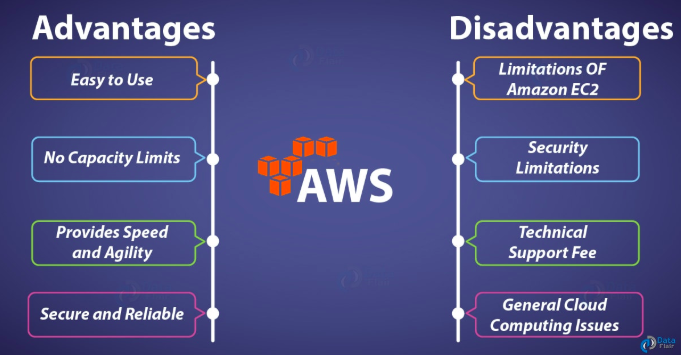 Advantages
Easy to Use
No Capacity Limits
Provides Speed
and Agility
Secure and Reliable
AWS
Disadvantages
Limitations OF
Amazon EC2
Security
Limitations
Technical
Support Fee
General Cloud
Computing Issues
Data
Flair